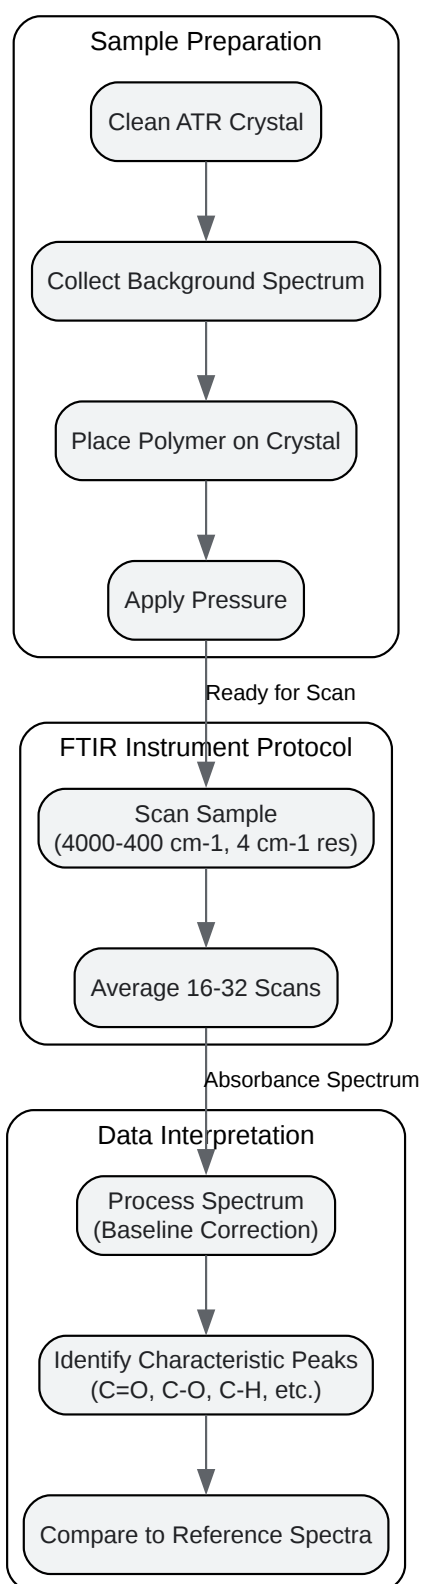 Sample Preparation
Clean ATR Crystal
Collect Background Spectrum
Place Polymer on Crystal
Apply Pressure
Ready for Scan
FTIR Instrument Protocol
Scan Sample
(4000-400 cm-1, 4 cm-1 res)
Average 16-32 Scans
Absorbance Spectrum
Data Interpretation
Process Spectrum
(Baseline Correction)
Identify Characteristic Peaks
(C=O, C-O, C-H, etc.)
Compare to Reference Spectra